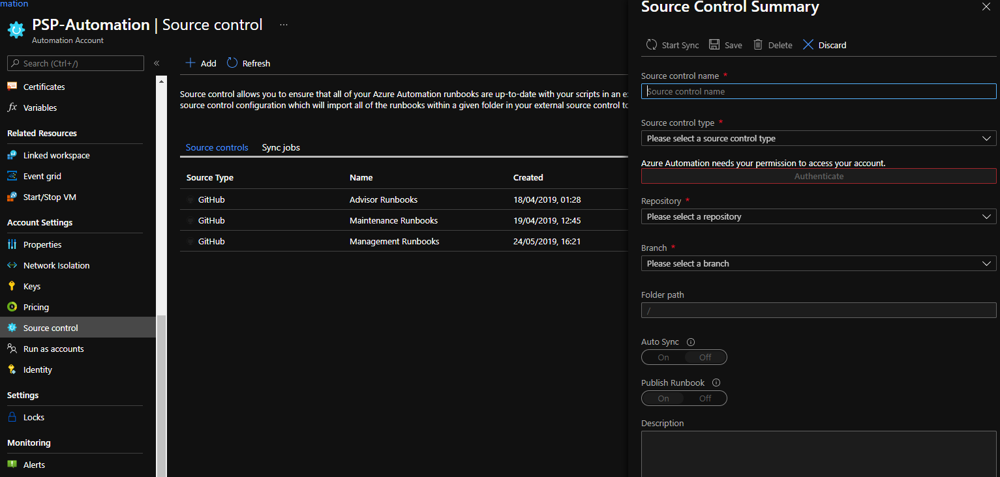 mation
PSP-Automation | Source control ...
Automation Account
Search (Ctrl+/)
«
Certificates
Variables
Related Resources
Linked workspace
Event grid
Start/Stop VM
Account Settings
Properties
Network Isolation
Keys
Pricing
Source control
Run as accounts
Identity
Settings
Locks
Monitoring
Alerts
Add Refresh
Source control allows you to ensure that all of your Azure Automation runbooks are up-to-date with your scripts in an
source control configuration which will import all of the runbooks within a given folder in your external source control
Source controls Sync jobs
Source Type Name Created
GitHub Advisor Runbooks 18/04/2019, 01:28
GitHub Maintenance Runbooks 19/04/2019, 12:45
GitHub Management Runbooks 24/05/2019, 16:21
Source Control Summary
Start Sync Save Delete Discard
Source control name *
Source control name
Source control type *
Please select a source control type
Azure Automation needs your permission to access your account.
Authenticate
Repository *
Please select a repository
Branch *
Please select a branch
Folder path
/
Auto Sync
On Off
Publish Runbook
On Off
Description